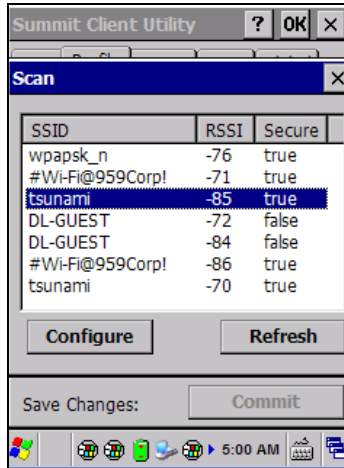 Summit Client Utility ? OK ×
Scan ×
SSID RSSI Secure
wpapsk_n -76 true
#Wi-Fi@959Corp! -71 true
tsunami -85 true
DL-GUEST -72 false
DL-GUEST -84 false
#Wi-Fi@959Corp! -86 true
tsunami -70 true
Configure Refresh
Save Changes: Commit
5:00 AM